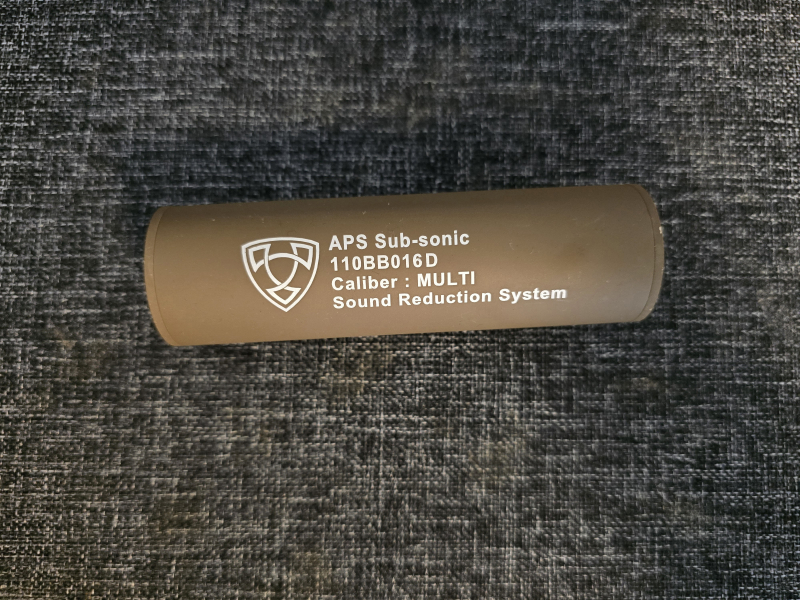 APS Sub-sonic
110BB016D
Caliber : MULTI
Sound Reduction System